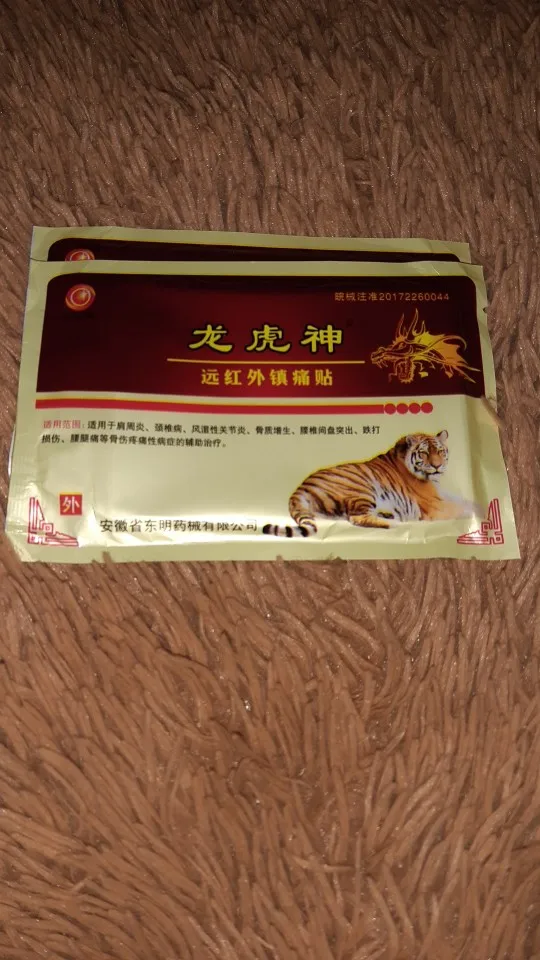 皖械注准20172260044
龙虎神
远红外镇痛贴
适用范围：适用于肩周炎、颈椎病、风湿性关节炎、骨质增生、腰椎间盘突出、跌打
损伤、腰腿痛等骨伤疼痛性病症的辅助治疗。
外
安徽省东明药械有限公司